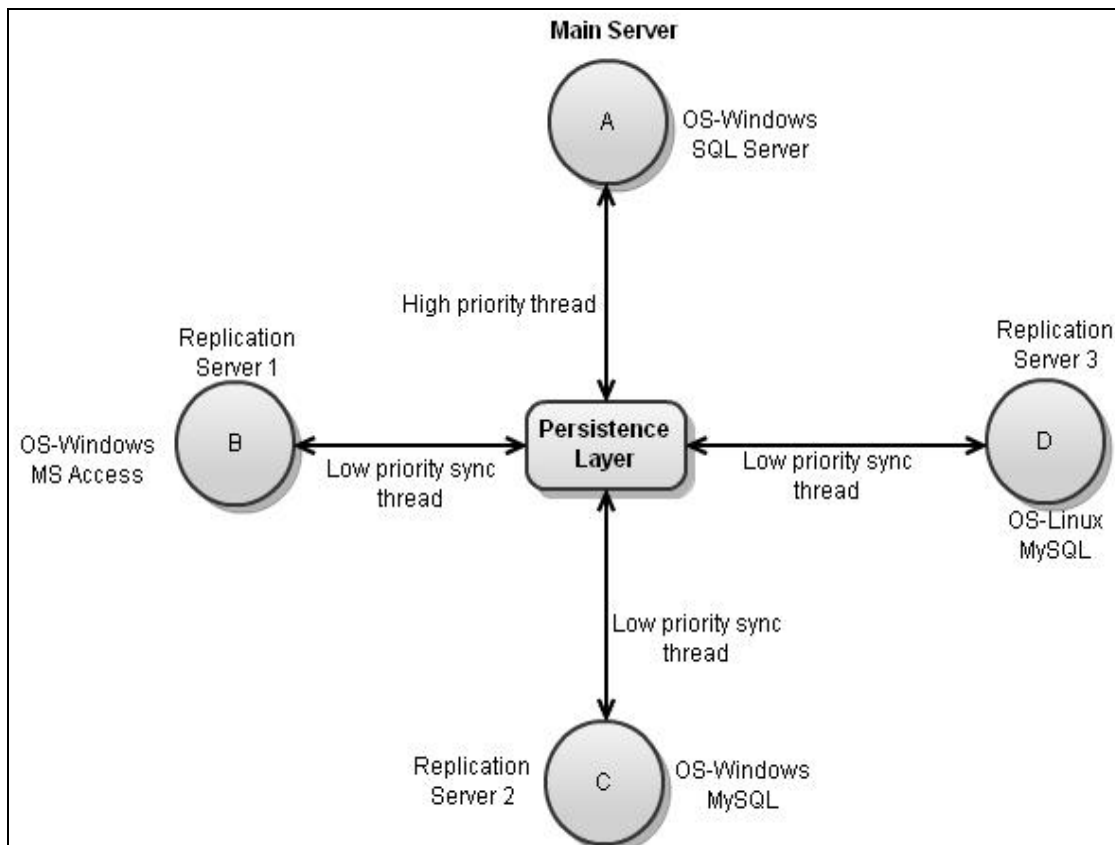 Main Server
A
OS-Windows
SQL Server
High priority thread
Replication
Server 1
B
OS-Windows
MS Access
Low priority sync
thread
Persistence
Layer
Low priority sync
thread
Replication
Server 3
D
OS-Linux
MySQL
Low priority sync
thread
Replication
Server 2
C
OS-Windows
MySQL